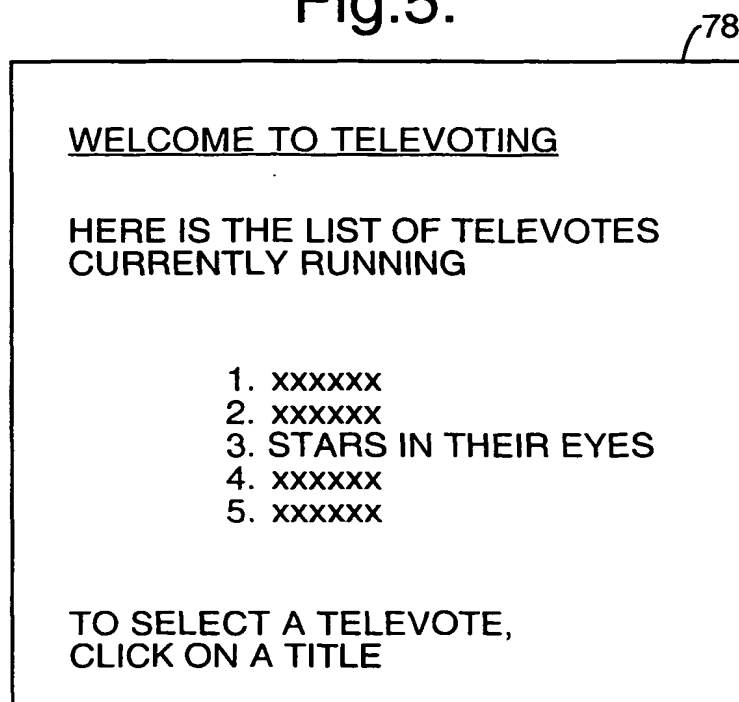 Fig.5.
78
WELCOME TO TELEVOTING
HERE IS THE LIST OF TELEVOTES
CURRENTLY RUNNING
1. xxxxxx
2. xxxxxx
3. STARS IN THEIR EYES
4. xxxxxx
5. xxxxxx
TO SELECT A TELEVOTE,
CLICK ON A TITLE